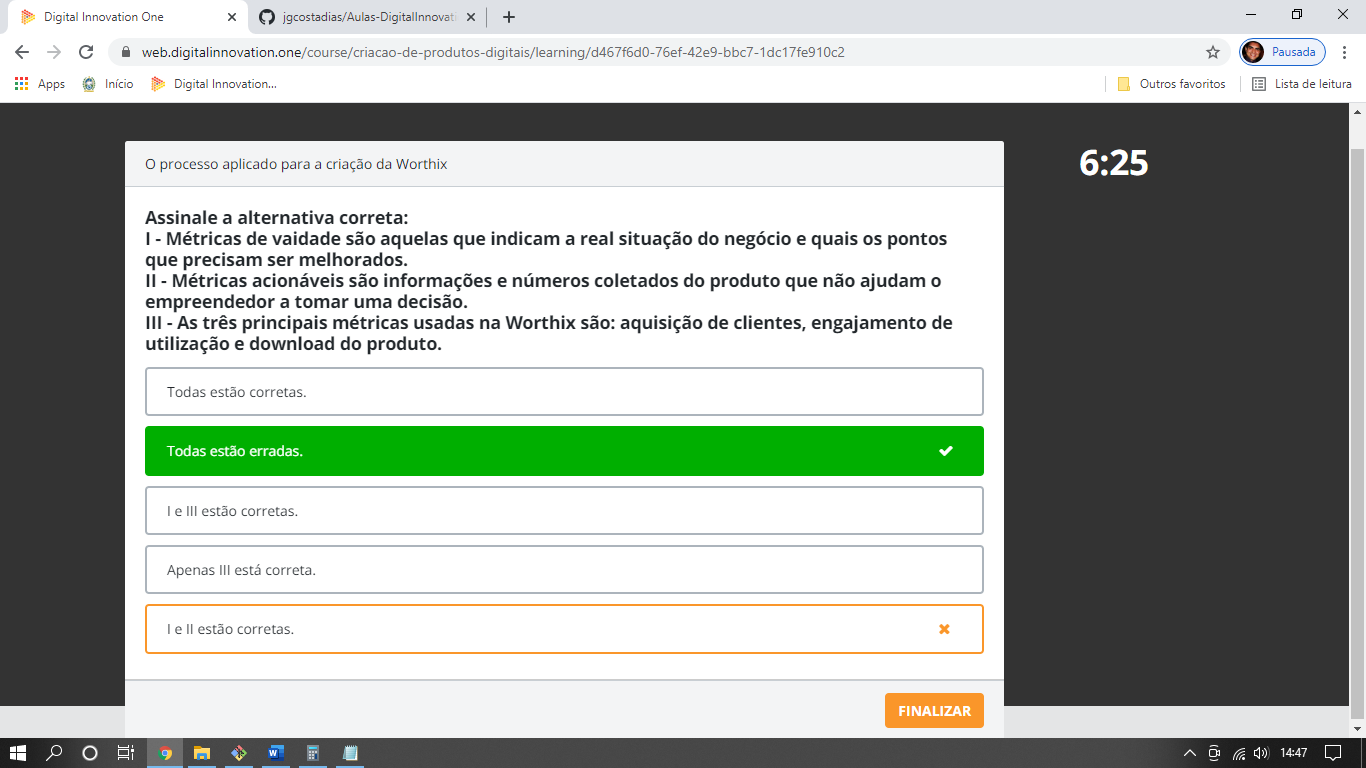 Digital Innovation One
jgcostadias/Aulas-DigitalInnovati
web.digitalinnovation.one/course/criacao-de-produtos-digitais/learning/d467f6d0-76ef-42e9-bbc7-1dc17fe910c2
Pausada
Apps
Início
Digital Innovation...
Outros favoritos
Lista de leitura
O processo aplicado para a criação da Worthix
6:25
Assinale a alternativa correta:
I - Métricas de vaidade são aquelas que indicam a real situação do negócio e quais os pontos
que precisam ser melhorados.
II - Métricas acionáveis são informações e números coletados do produto que não ajudam o
empreendedor a tomar uma decisão.
III - As três principais métricas usadas na Worthix são: aquisição de clientes, engajamento de
utilização e download do produto.
Todas estão corretas.
Todas estão erradas.
I e III estão corretas.
Apenas III está correta.
I e II estão corretas.
FINALIZAR
14:47